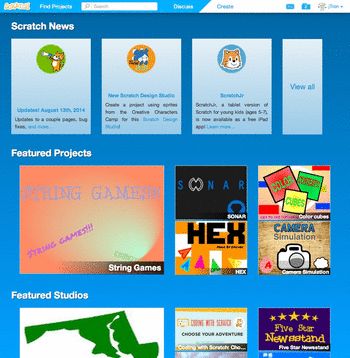 SCRATCH
Find Projects
Search
Discuss
Create
Scratch News
Updates! August 13th, 2014
Updates to a couple pages, bug
fixes, and more...
New Scratch Design Studio!
Create a project using sprites
from the Creative Characters
Camp for this Scratch Design
Studio!
ScratchJr
ScratchJr, a tablet version of
Scratch for young kids (ages 5-7),
is now available as a free iPad
app! Learn more...
View all
Featured Projects
STRING GAMES!!!
STRING GAMES!!!
String Games
SONAR
SONAR
COLOR
CUBES
Color cubes
HEX
HEX
CAMERA
Simulation
Camera Simulation
Featured Studios
CODING WITH SCRATCH
CHOOSE YOUR ADVENTURE
Coding with Scratch: Cho...
Five Star
Newsstand
Five Star Newsstand